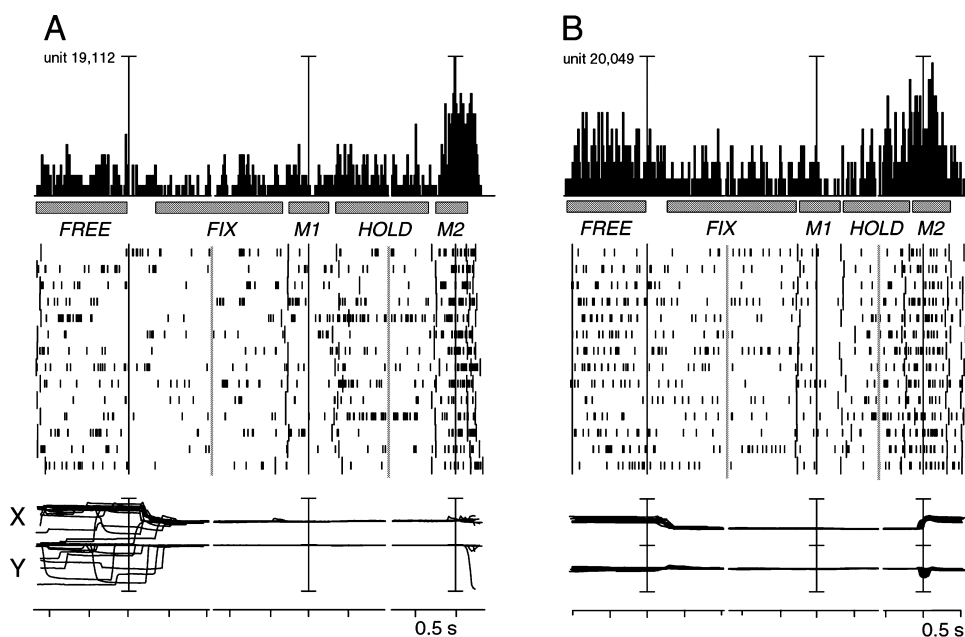 A
B
unit 19,112
unit 20,049
FREE FIX M1 HOLD M2
FREE FIX M1 HOLD M2
X
Y
0.5 s
0.5 s